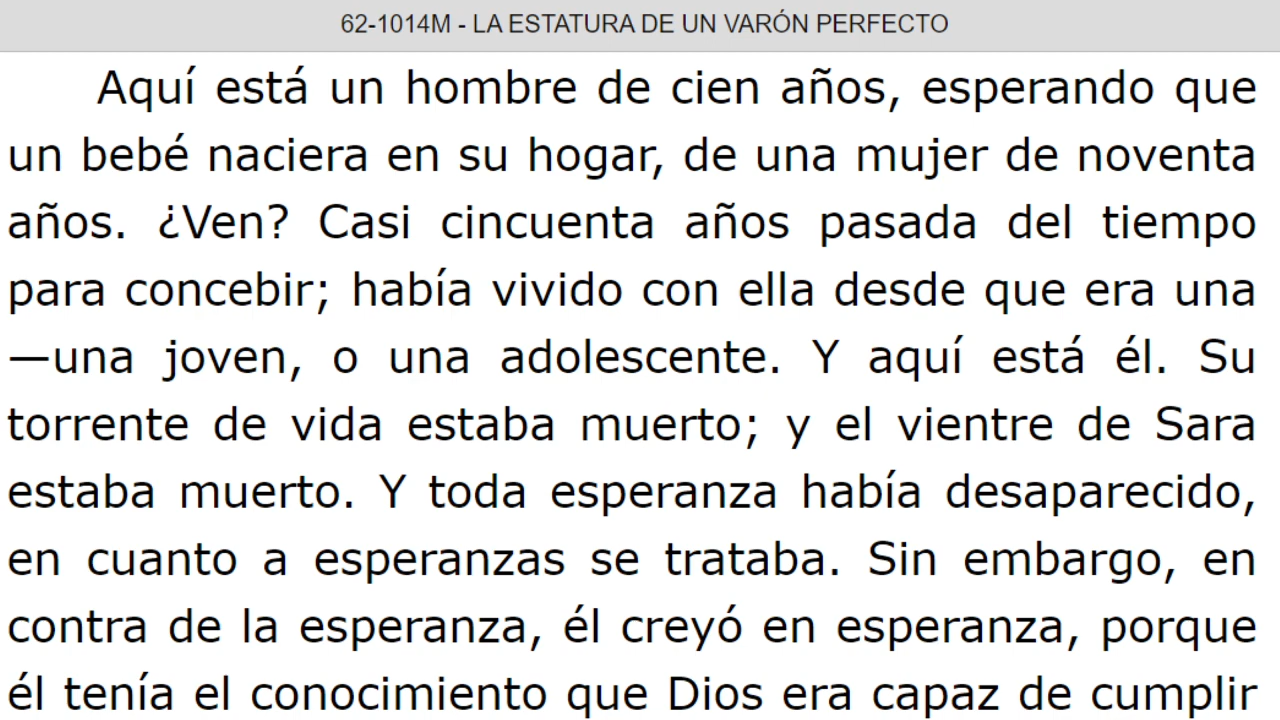 62-1014M - LA ESTATURA DE UN VARÓN PERFECTO
Aquí está un hombre de cien años, esperando que
un bebé naciera en su hogar, de una mujer de noventa
años. ¿Ven? Casi cincuenta años pasada del tiempo
para concebir; había vivido con ella desde que era una
—una joven, o una adolescente. Y aquí está él. Su
torrente de vida estaba muerto; y el vientre de Sara
estaba muerto. Y toda esperanza había desaparecido,
en cuanto a esperanzas se trataba. Sin embargo, en
contra de la esperanza, él creyó en esperanza, porque
él tenía el conocimiento que Dios era capaz de cumplir